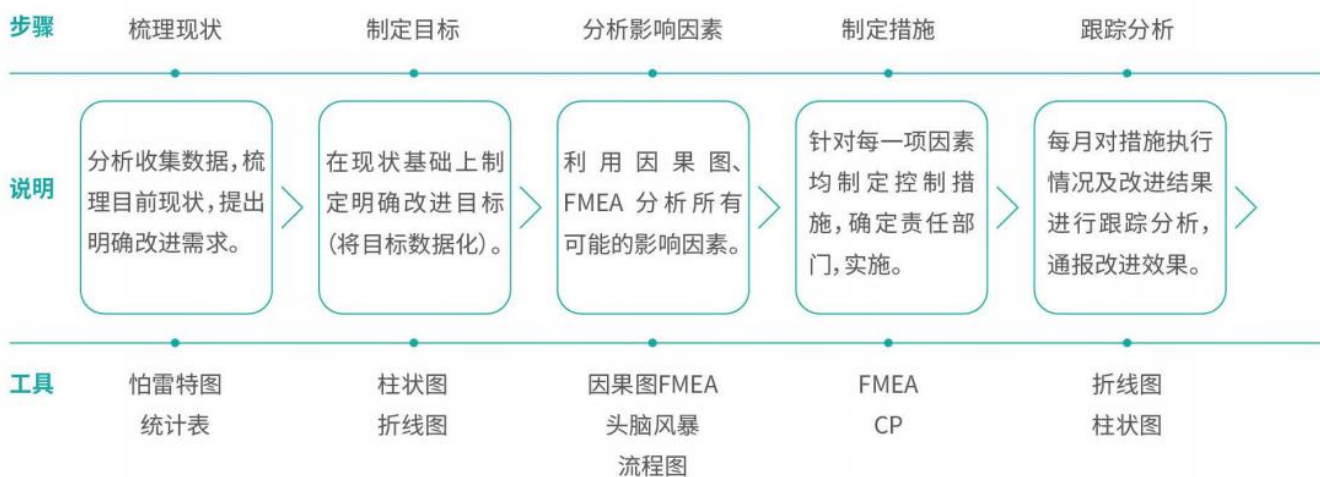 步骤 梳理现状 制定目标 分析影响因素 制定措施 跟踪分析
说明
分析收集数据，梳
理目前现状，提出
明确改进需求。
在现状基础上制
定明确改进目标
（将目标数据化）。
利用因果图、
FMEA 分析所有
可能的影响因素。
针对每一项因素
均制定控制措
施，确定责任部
门，实施。
每月对措施执行
情况及改进结果
进行跟踪分析，
通报改进效果。
工具
怕雷特图
统计表
柱状图
折线图
因果图FMEA
头脑风暴
流程图
FMEA
CP
折线图
柱状图